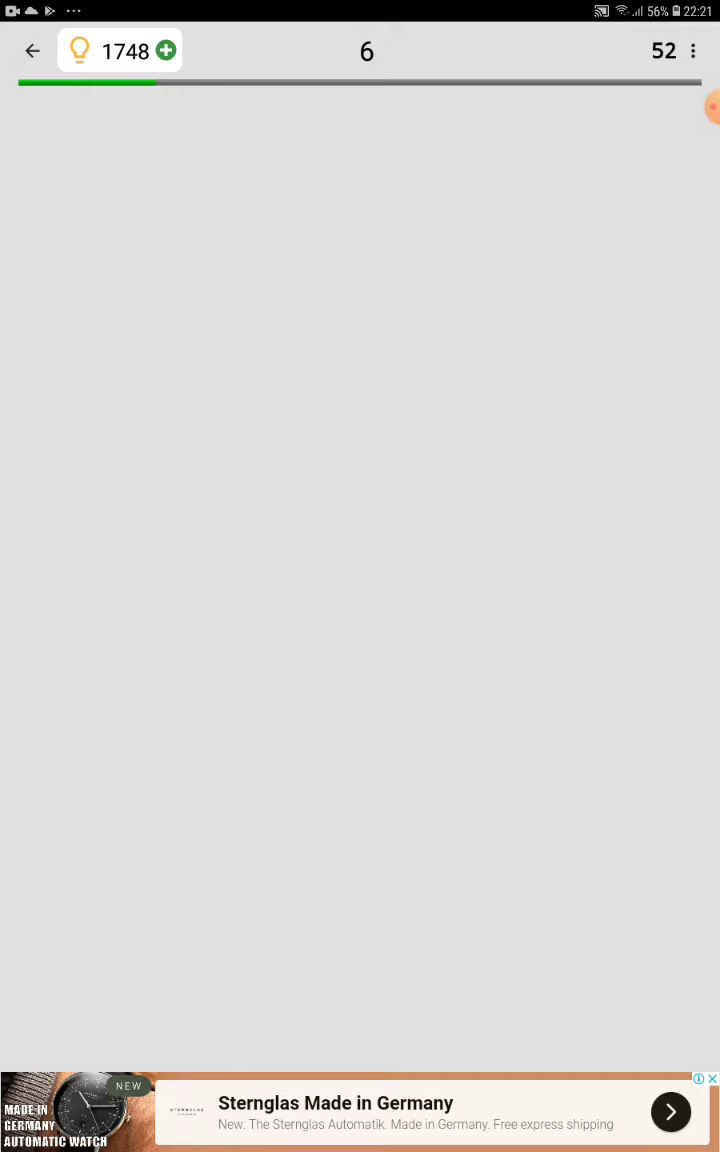 56% 22:21
1748 6 52
NEW
MADE IN
GERMANY
AUTOMATIC WATCH
STERNGLAS
Sternglas Made in Germany
New: The Sternglas Automatik. Made in Germany. Free express shipping